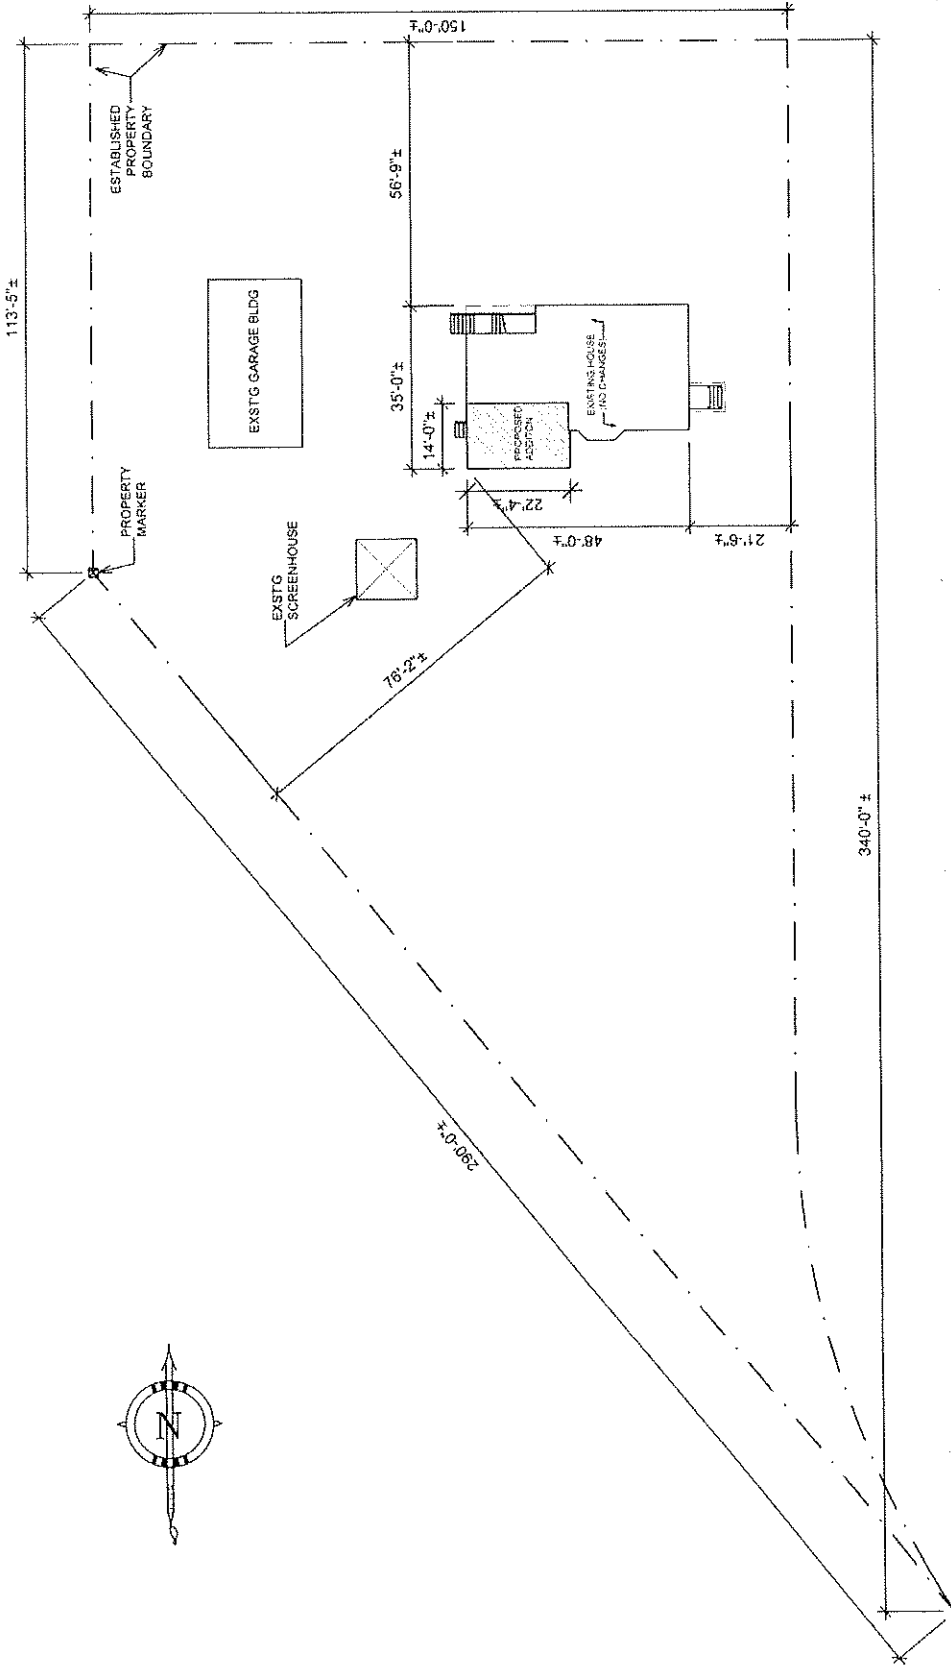 150'-0"±
113'-5"±
ESTABLISHED
PROPERTY
BOUNDARY
56'-9"±
EXST'G GARAGE BLDG
35'-0"±
14'-0"±
EXISTING HOUSE
(NO CHANGES)
PROPOSED
ADDITION
PROPERTY
MARKER
22'-4"±
48'-0"±
21'-6"±
EXST'G
SCREENHOUSE
76'-2"±
340'-0" ±
290'-0"±
N